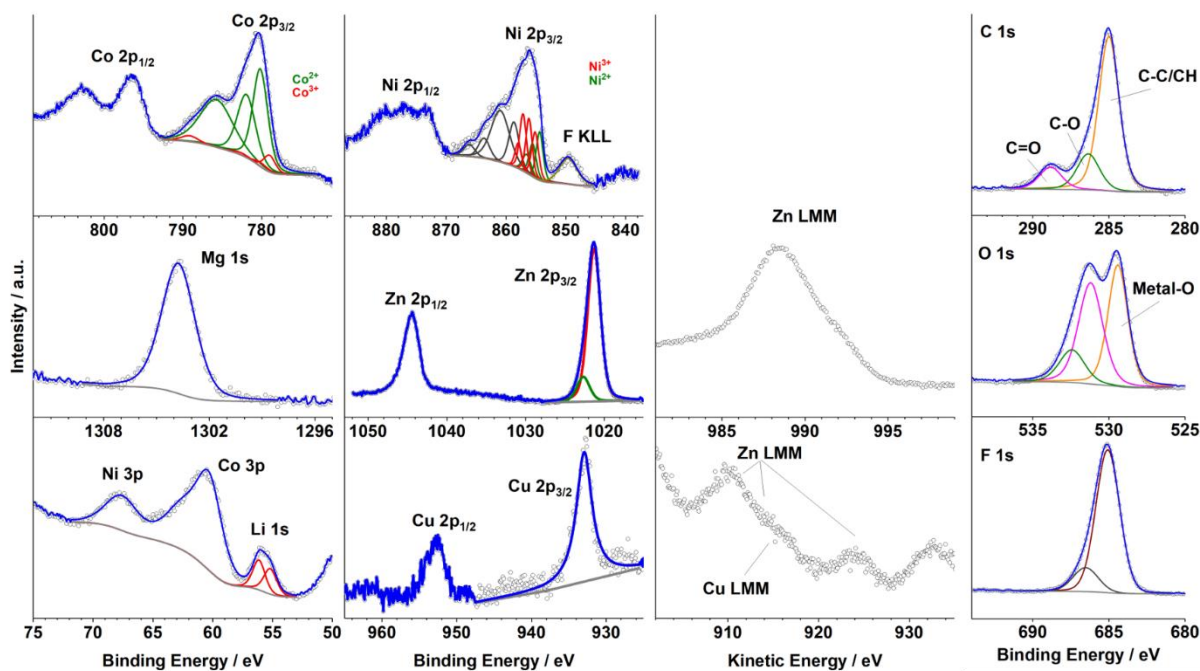 Co 2p3/2
Co 2p1/2
Co2+
Co3+
800 790 780
Ni 2p3/2
Ni 2p1/2
Ni3+
Ni2+
F KLL
880 870 860 850 840
C 1s
C-C/CH
C-O
C=O
295 290 285 280
Mg 1s
1308 1302 1296
Zn 2p3/2
Zn 2p1/2
1050 1040 1030 1020
Zn LMM
985 990 995
O 1s
Metal-O
535 530 525
Ni 3p
Co 3p
Li 1s
75 70 65 60 55 50
Cu 2p3/2
Cu 2p1/2
960 950 940 930
Zn LMM
Cu LMM
910 920 930
F 1s
690 685 680
Intensity / a.u.
Binding Energy / eV
Binding Energy / eV
Kinetic Energy / eV
Binding Energy / eV